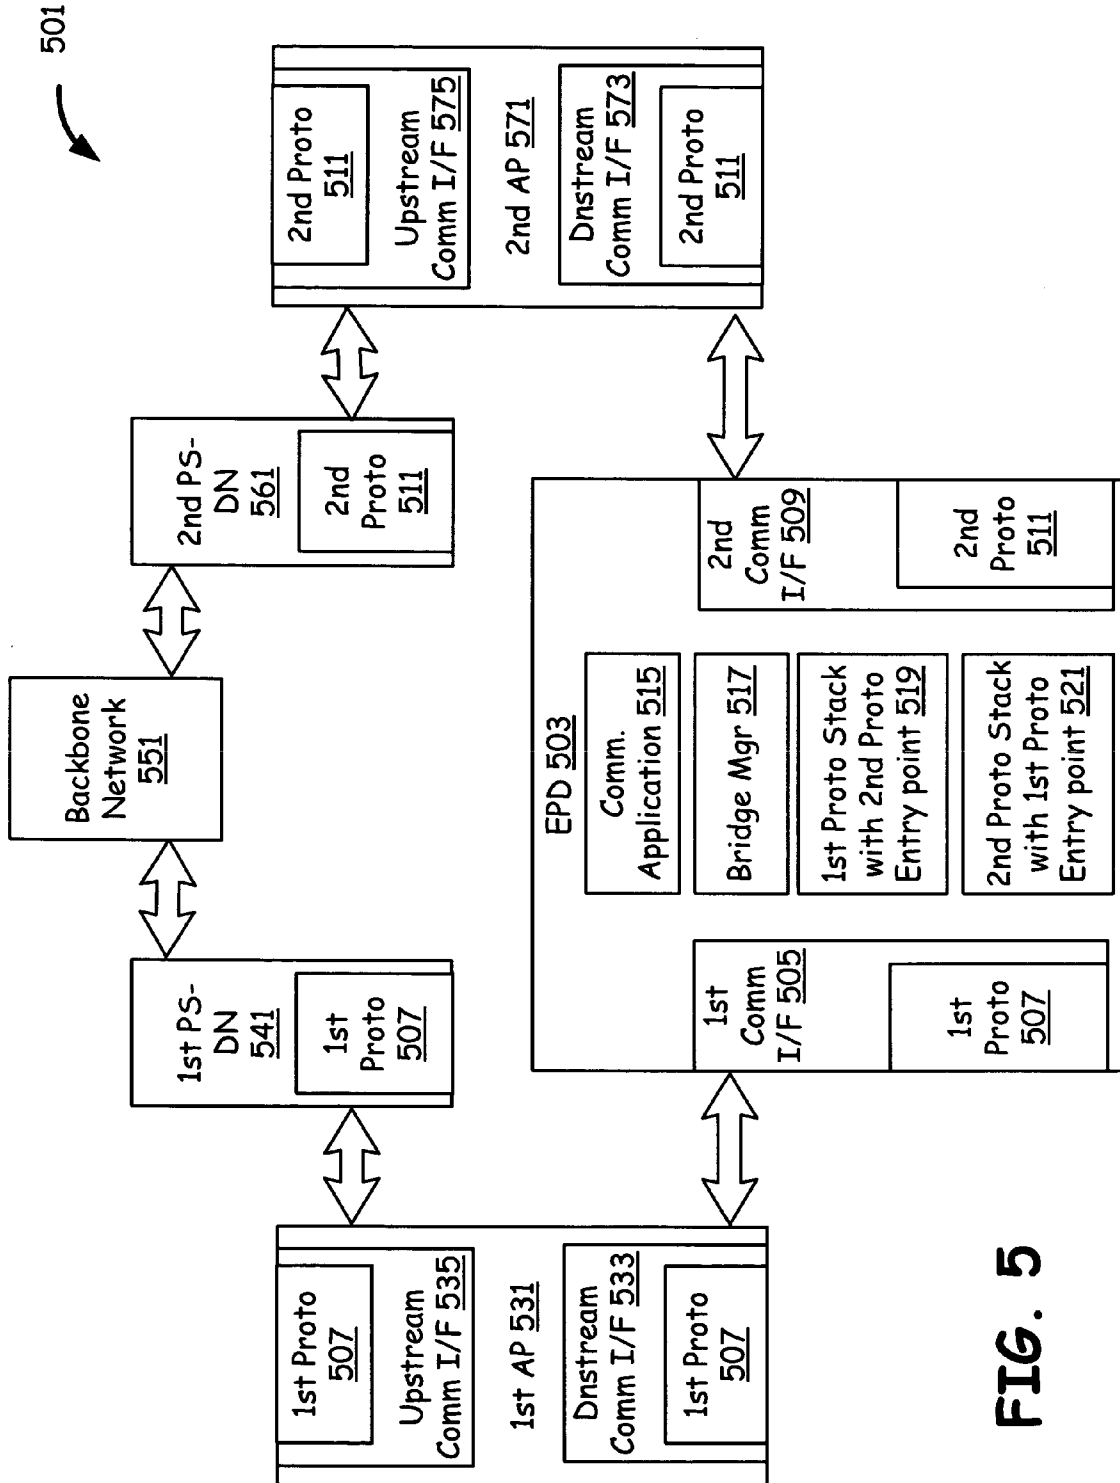 501
Backbone
Network
551
1st PS-
DN
541
1st
Proto
507
2nd PS-
DN
561
2nd
Proto
511
1st Proto
507
Upstream
Comm I/F 535
1st AP 531
Dnstream
Comm I/F 533
1st Proto
507
2nd Proto
511
Upstream
Comm I/F 575
2nd AP 571
Dnstream
Comm I/F 573
2nd Proto
511
EPD 503
1st
Comm
I/F 505
1st
Proto
507
Comm.
Application 515
Bridge Mgr 517
1st Proto Stack
with 2nd Proto
Entry point 519
2nd Proto Stack
with 1st Proto
Entry point 521
2nd
Comm
I/F 509
2nd
Proto
511
FIG. 5